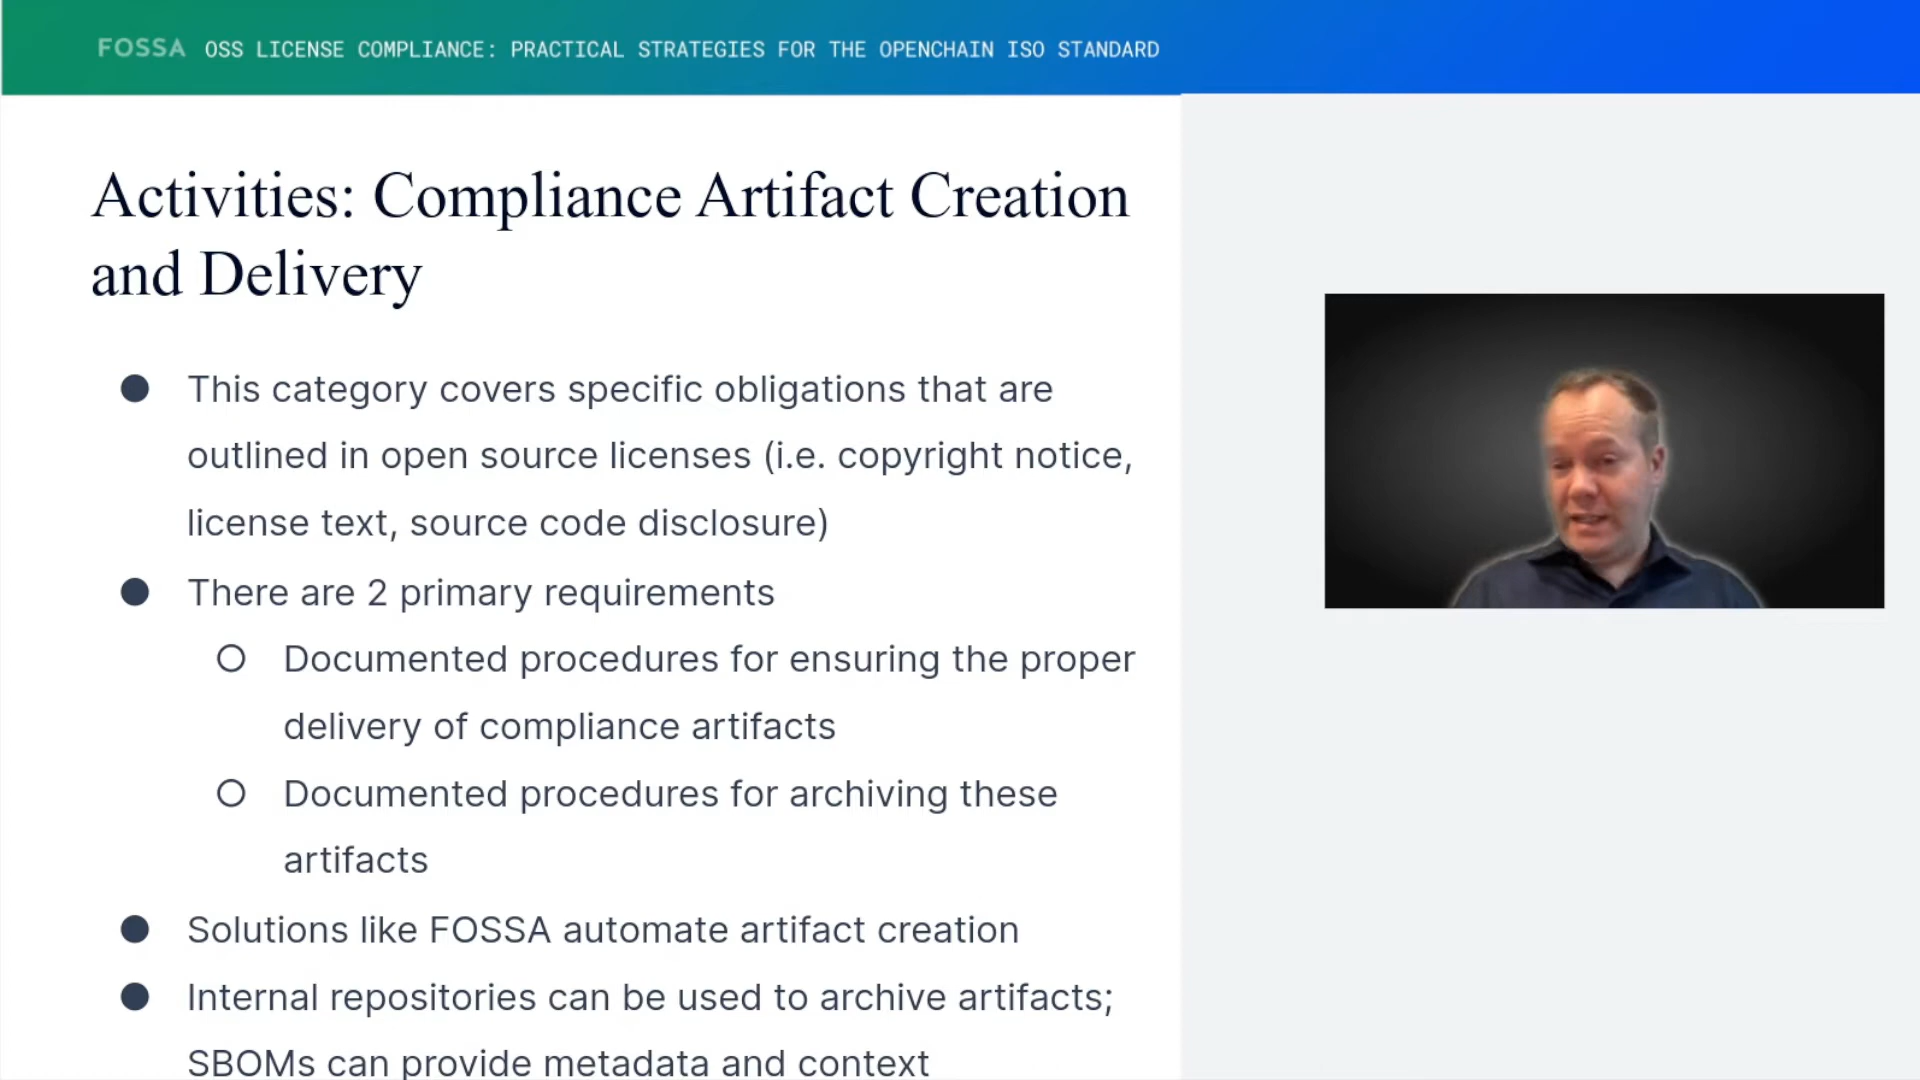 FOSSA OSS LICENSE COMPLIANCE: PRACTICAL STRATEGIES FOR THE OPENCHAIN ISO STANDARD
Activities: Compliance Artifact Creation
and Delivery
● This category covers specific obligations that are
outlined in open source licenses (i.e. copyright notice,
license text, source code disclosure)
● There are 2 primary requirements
○ Documented procedures for ensuring the proper
delivery of compliance artifacts
○ Documented procedures for archiving these
artifacts
● Solutions like FOSSA automate artifact creation
● Internal repositories can be used to archive artifacts;
SBOMs can provide metadata and context